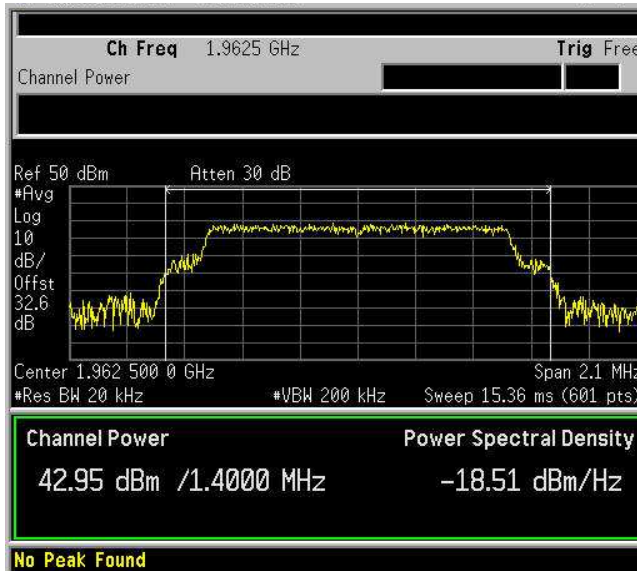 Ch Freq 1.9625 GHz Trig Free
Channel Power
Ref 50 dBm Atten 30 dB
#Avg
Log
10
dB/
Offst
32.6
dB
Center 1.962 500 0 GHz Span 2.1 MHz
#Res BW 20 kHz #VBW 200 kHz Sweep 15.36 ms (601 pts)
Channel Power Power Spectral Density
42.95 dBm /1.4000 MHz -18.51 dBm/Hz
No Peak Found